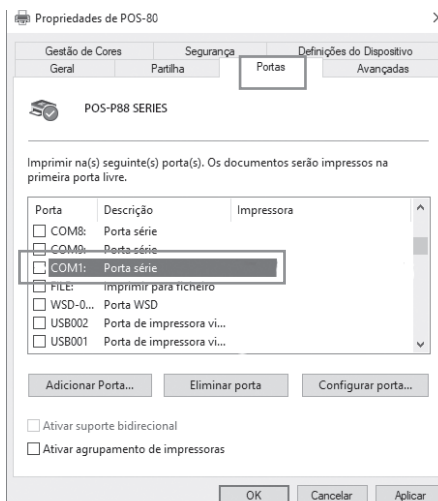 Propriedades de POS-80
Gestão de Cores Segurança Definições do Dispositivo
Geral Partilha Portas Avançadas
POS-P88 SERIES
Imprimir na(s) seguinte(s) porta(s). Os documentos serão impressos na
primeira porta livre.
Porta Descrição Impressora
COM8: Porta série
COM9: Porta série
COM1: Porta série
FILE: Imprimir para ficheiro
WSD-0... Porta WSD
USB002 Porta de impressora vi...
USB001 Porta de impressora vi...
Adicionar Porta... Eliminar porta Configurar porta...
Ativar suporte bidirecional
Ativar agrupamento de impressoras
OK Cancelar Aplicar